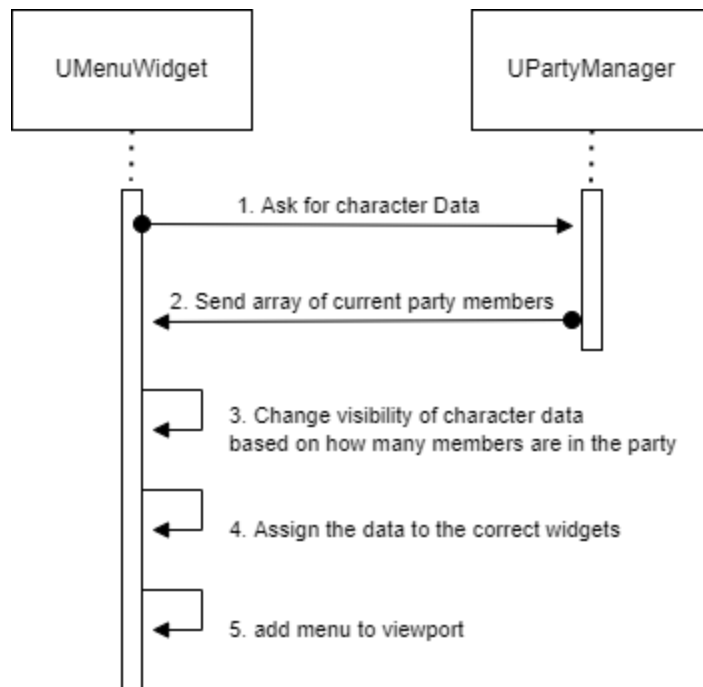 UMenuWidget
UPartyManager
1. Ask for character Data
2. Send array of current party members
3. Change visibility of character data
based on how many members are in the party
4. Assign the data to the correct widgets
5. add menu to viewport